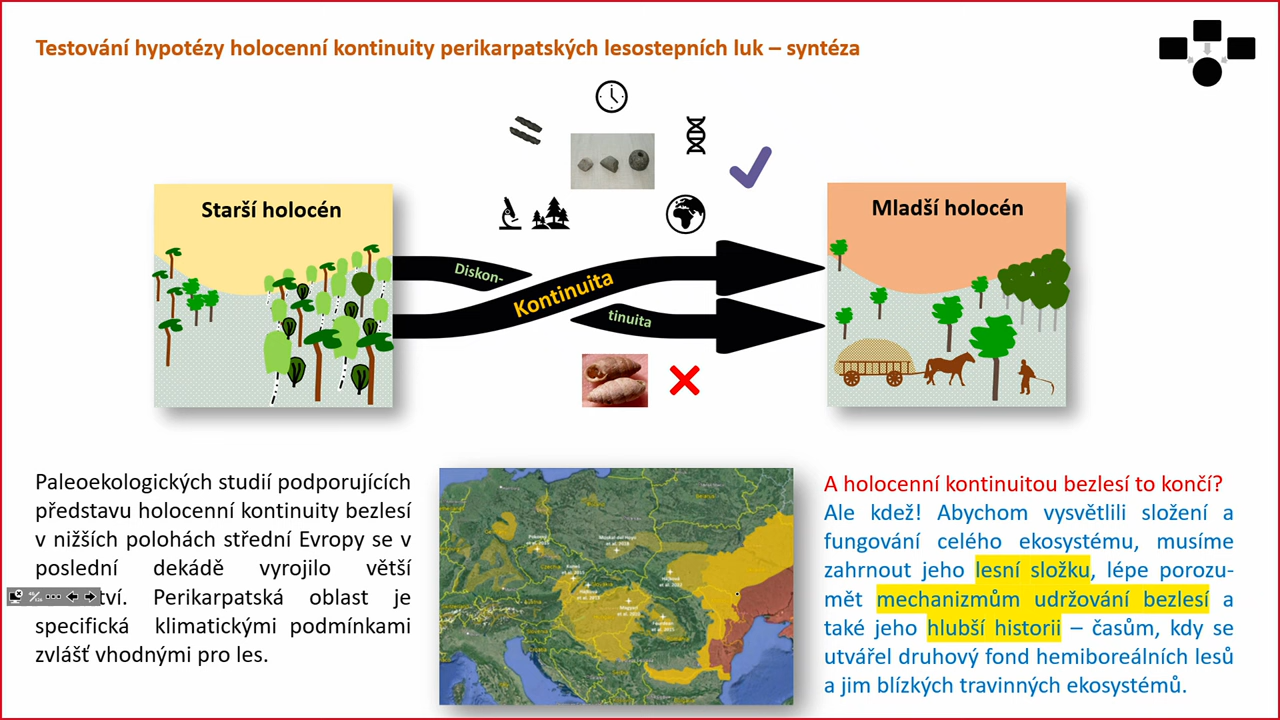 Testování hypotézy holocenní kontinuity perikarpatských lesostepních luk – syntéza
Starší holocén
Mladší holocén
Diskon-
Kontinuita
tinuita
Paleoekologických studií podporujících
představu holocenní kontinuity bezlesí
v nižších polohách střední Evropy se v
poslední dekádě vyrojilo větší
tví. Perikarpatská oblast je
specifická klimatickými podmínkami
zvlášť vhodnými pro les.
A holocenní kontinuitou bezlesí to končí?
Ale kdež! Abychom vysvětlili složení a
fungování celého ekosystému, musíme
zahrnout jeho lesní složku, lépe porozu-
mět mechanizmům udržování bezlesí a
také jeho hlubší historii – časům, kdy se
utvářel druhový fond hemiboreálních lesů
a jim blízkých travinných ekosystémů.